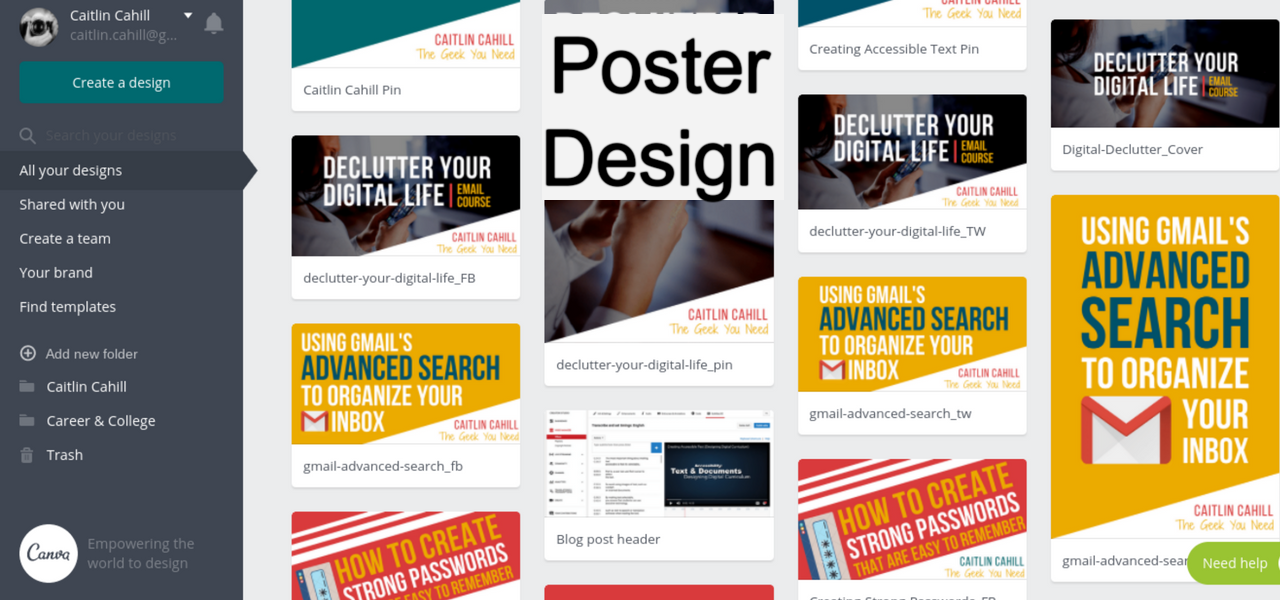 Caitlin Cahill
caitlin.cahill@g...
Create a design
Search your designs
All your designs
Shared with you
Create a team
Your brand
Find templates
Add new folder
Caitlin Cahill
Career & College
Trash
Canva
Empowering the
world to design
CAITLIN CAHILL
The Geek You Need
Caitlin Cahill Pin
DECLUTTER YOUR
DIGITAL LIFE | EMAIL
COURSE
CAITLIN CAHILL
The Geek You Need
declutter-your-digital-life_FB
USING GMAIL'S
ADVANCED SEARCH
TO ORGANIZE YOUR
INBOX
CAITLIN CAHILL
The Geek You Need
gmail-advanced-search_fb
HOW TO CREATE
STRONG PASSWORDS
THAT ARE EASY TO REMEMBER
Poster
Design
CAITLIN CAHILL
The Geek You Need
declutter-your-digital-life_pin
Text & Documents
Designing Digital Curriculum
Blog post header
The Geek You Need
Creating Accessible Text Pin
DECLUTTER YOUR
DIGITAL LIFE | EMAIL
COURSE
CAITLIN CAHILL
The Geek You Need
declutter-your-digital-life_TW
USING GMAIL'S
ADVANCED SEARCH
TO ORGANIZE YOUR
INBOX
CAITLIN CAHILL
The Geek You Need
gmail-advanced-search_tw
HOW TO CREATE
STRONG PASSWORDS
THAT ARE EASY TO REMEMBER
CAITLIN CAHILL
The Geek You Need
Creating Strong Passwords_FB
DECLUTTER YOUR
DIGITAL LIFE | EMAIL
COURSE
Digital-Declutter_Cover
USING GMAIL'S
ADVANCED
SEARCH
TO ORGANIZE
YOUR
INBOX
CAITLIN CAHILL
The Geek You Need
gmail-advanced-sear
Need help